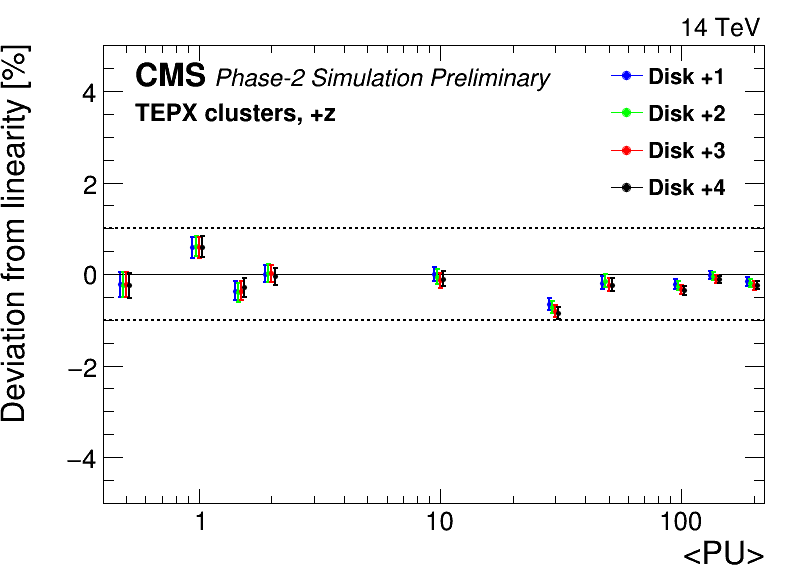 14 TeV
CMS Phase-2 Simulation Preliminary
TEPX clusters, +z
Disk +1
Disk +2
Disk +3
Disk +4
Deviation from linearity [%]
4
2
0
−2
−4
1
10
100
<PU>